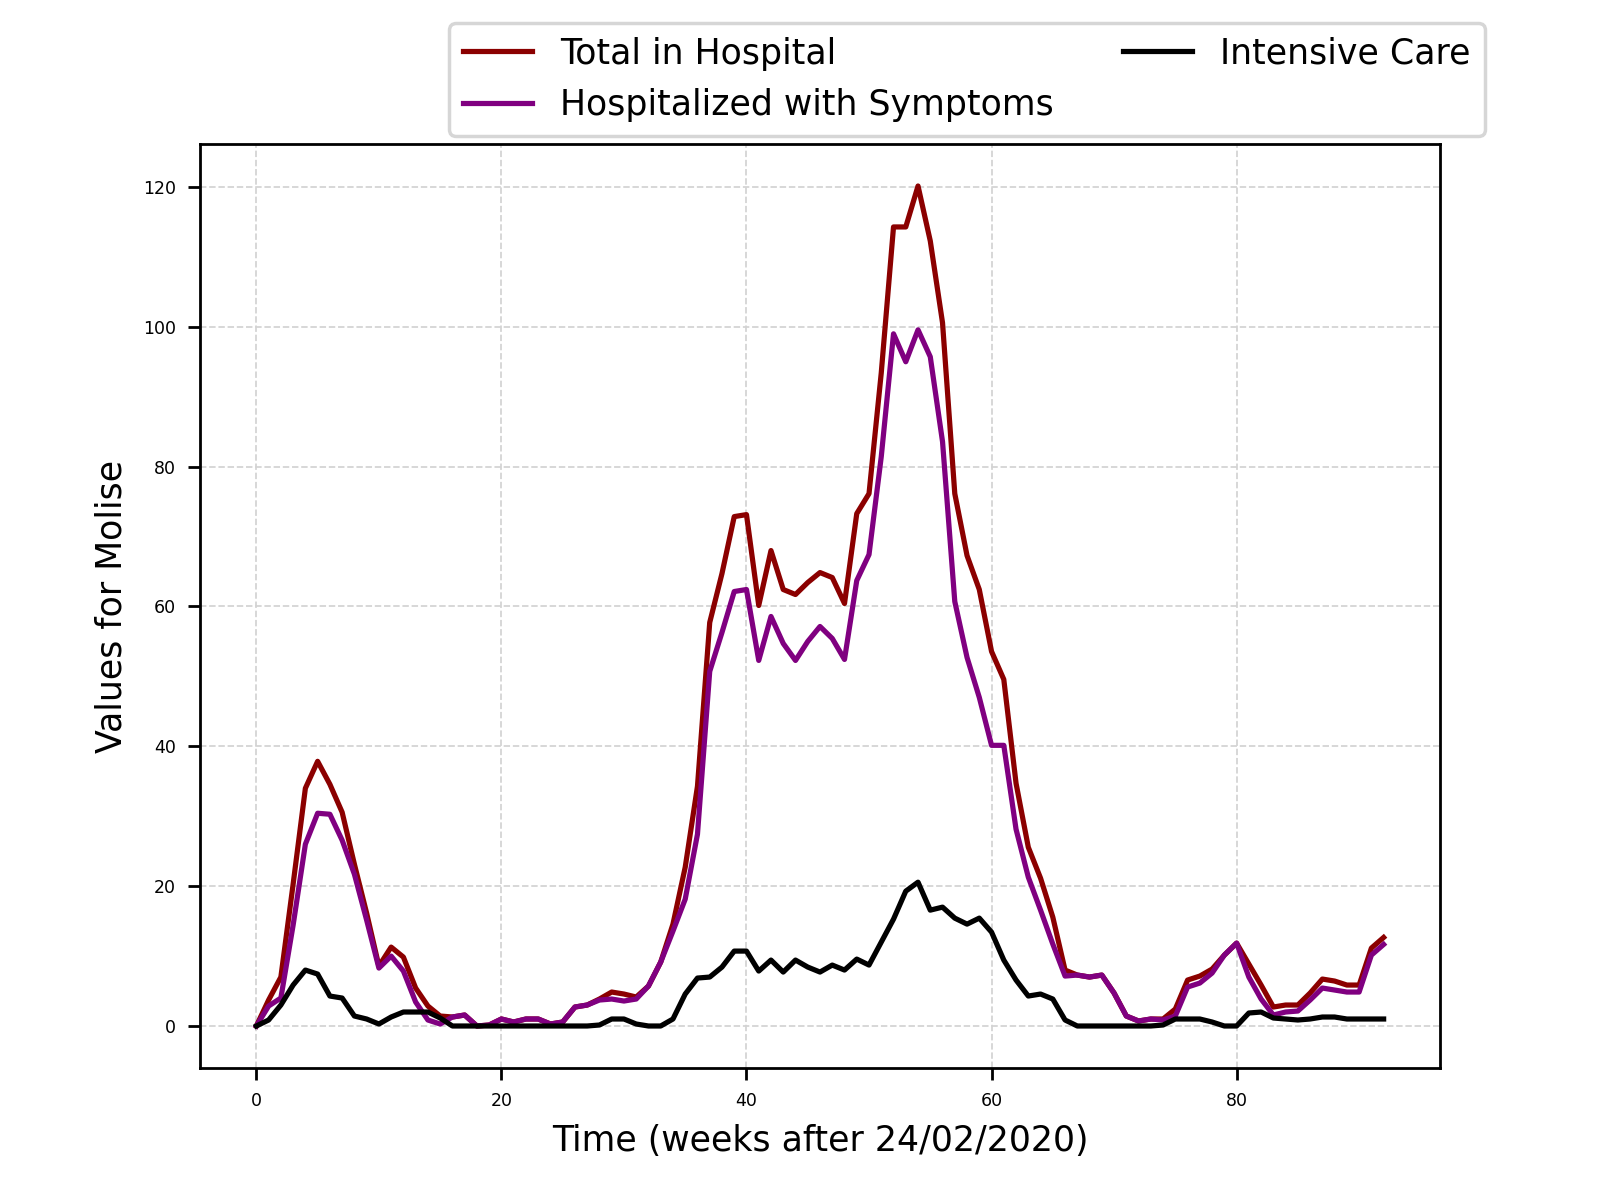 Total in Hospital
Hospitalized with Symptoms
Intensive Care
Values for Molise
120
100
80
60
40
20
0
0 20 40 60 80
Time (weeks after 24/02/2020)